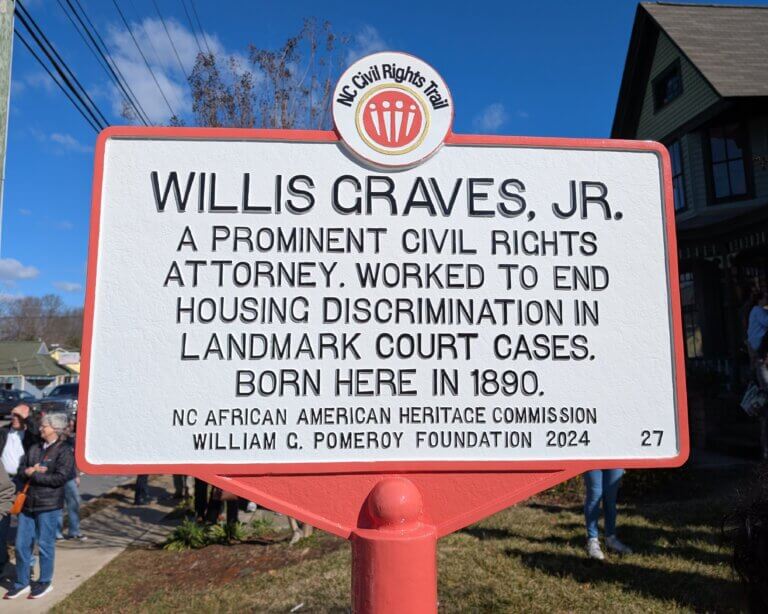 NC Civil Rights Trail
WILLIS GRAVES, JR.
A PROMINENT CIVIL RIGHTS
ATTORNEY. WORKED TO END
HOUSING DISCRIMINATION IN
LANDMARK COURT CASES.
BORN HERE IN 1890.
NC AFRICAN AMERICAN HERITAGE COMMISSION
WILLIAM G. POMEROY FOUNDATION 2024 27